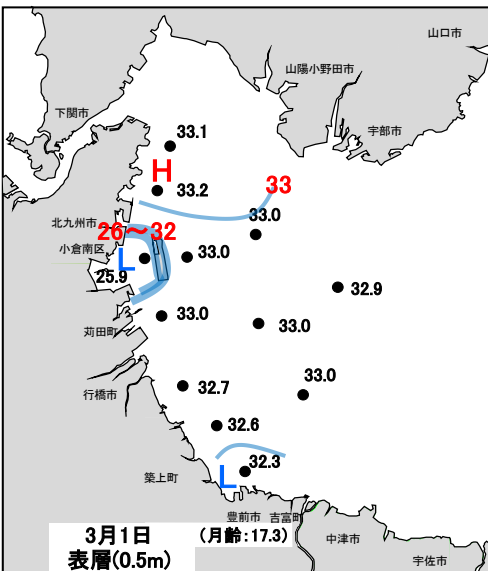 山口市
山陽小野田市
下関市
宇部市
33.1
H
33.2
33
北九州市
33.0
26～32
小倉南区
33.0
L
25.9
32.9
33.0
33.0
苅田町
33.0
行橋市
32.7
32.6
32.3
築上町
L
豊前市 吉富町
3月1日 (月齢:17.3)
中津市
表層(0.5m)
宇佐市